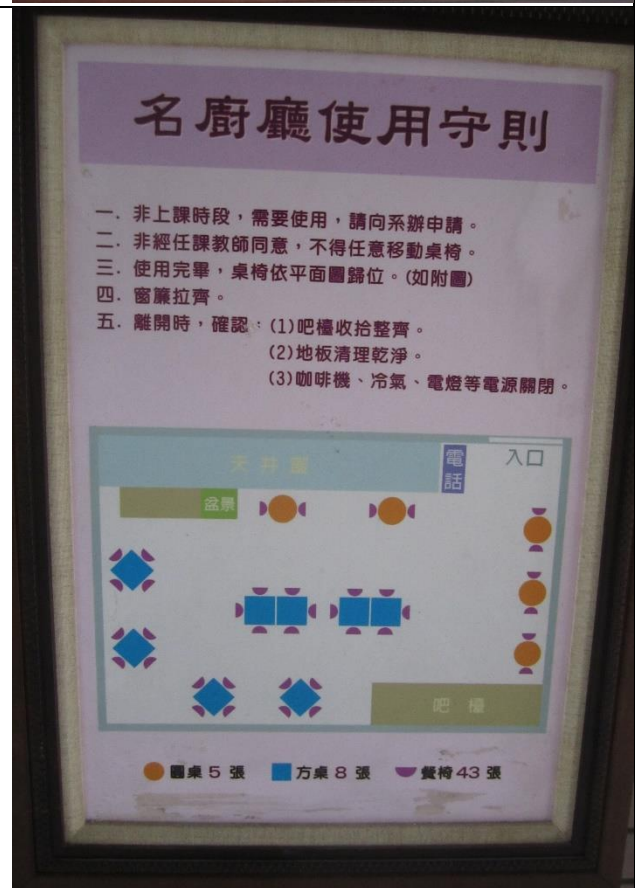 名廚廳使用守則
一. 非上課時段，需要使用，請向系辦申請。
二. 非經任課教師同意，不得任意移動桌椅。
三. 使用完畢，桌椅依平面圖歸位。(如附圖)
四. 窗簾拉齊。
五. 離開時，確認：(1)吧檯收拾整齊。
(2)地板清理乾淨。
(3)咖啡機、冷氣、電燈等電源關閉。
天井窗
電話
入口
盆景
吧檯
圓桌 5 張 方桌 8 張 餐椅 43 張